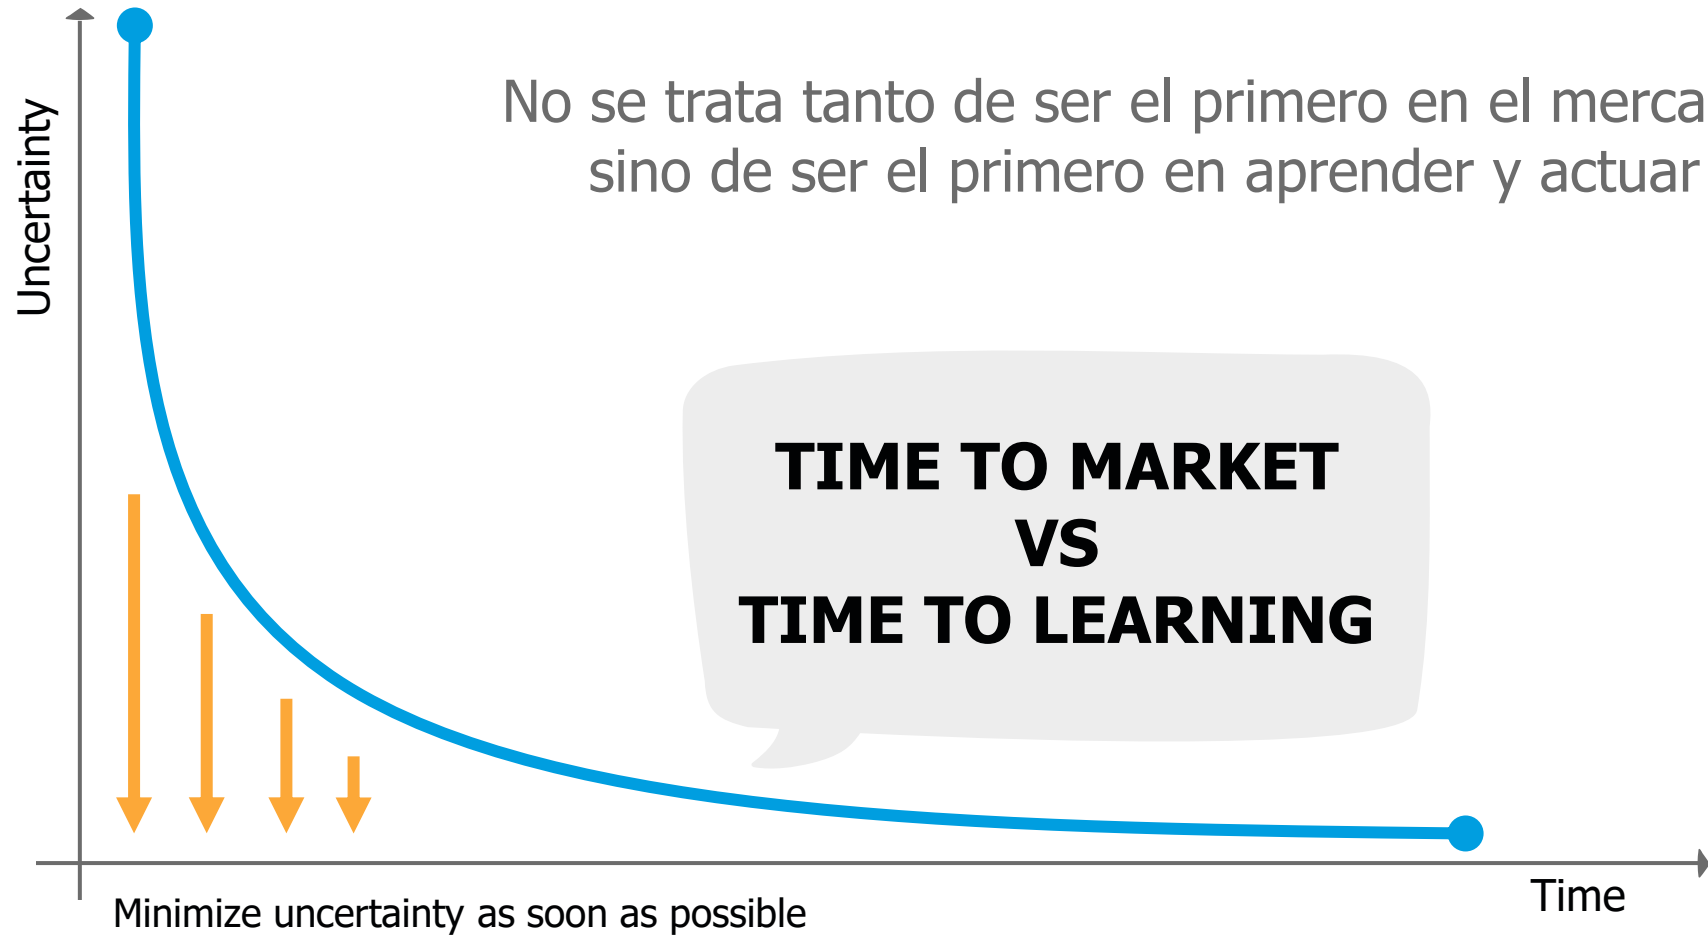 No se trata tanto de ser el primero en el merca
sino de ser el primero en aprender y actuar
Uncertainty
TIME TO MARKET
VS
TIME TO LEARNING
Time
Minimize uncertainty as soon as possible